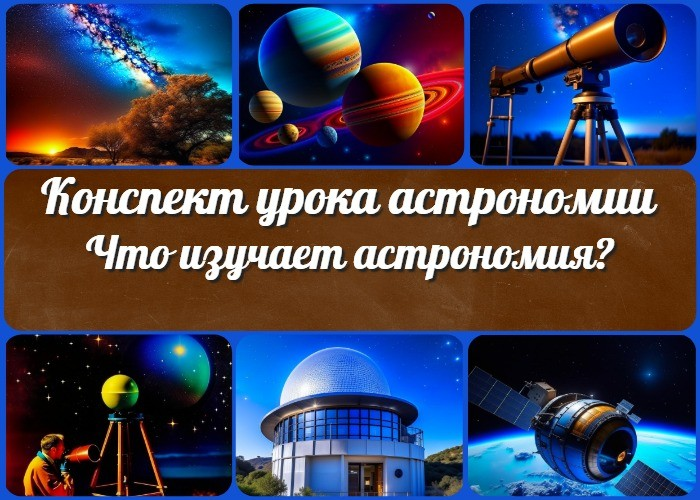 Конспект урока астрономии
Что изучает астрономия?